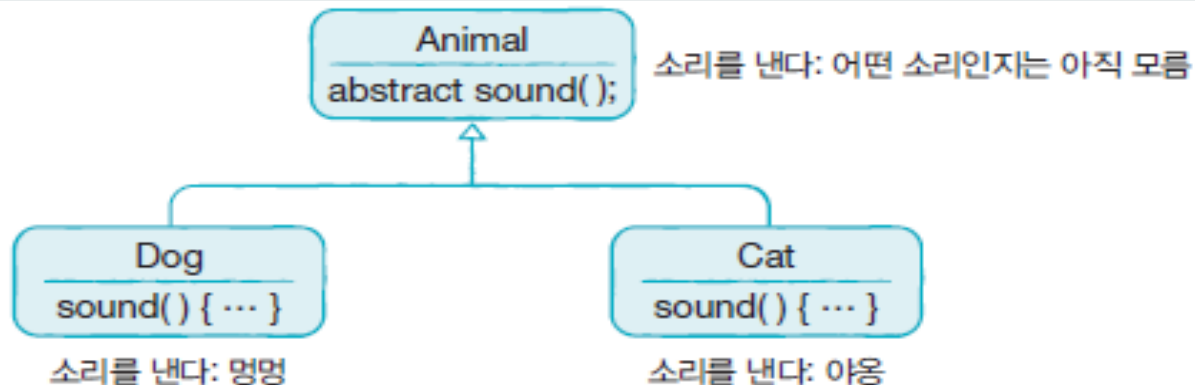 Animal
abstract sound( );
소리를 낸다: 어떤 소리인지는 아직 모름
Dog
sound( ) { ··· }
소리를 낸다: 멍멍
Cat
sound( ) { ··· }
소리를 낸다: 야옹